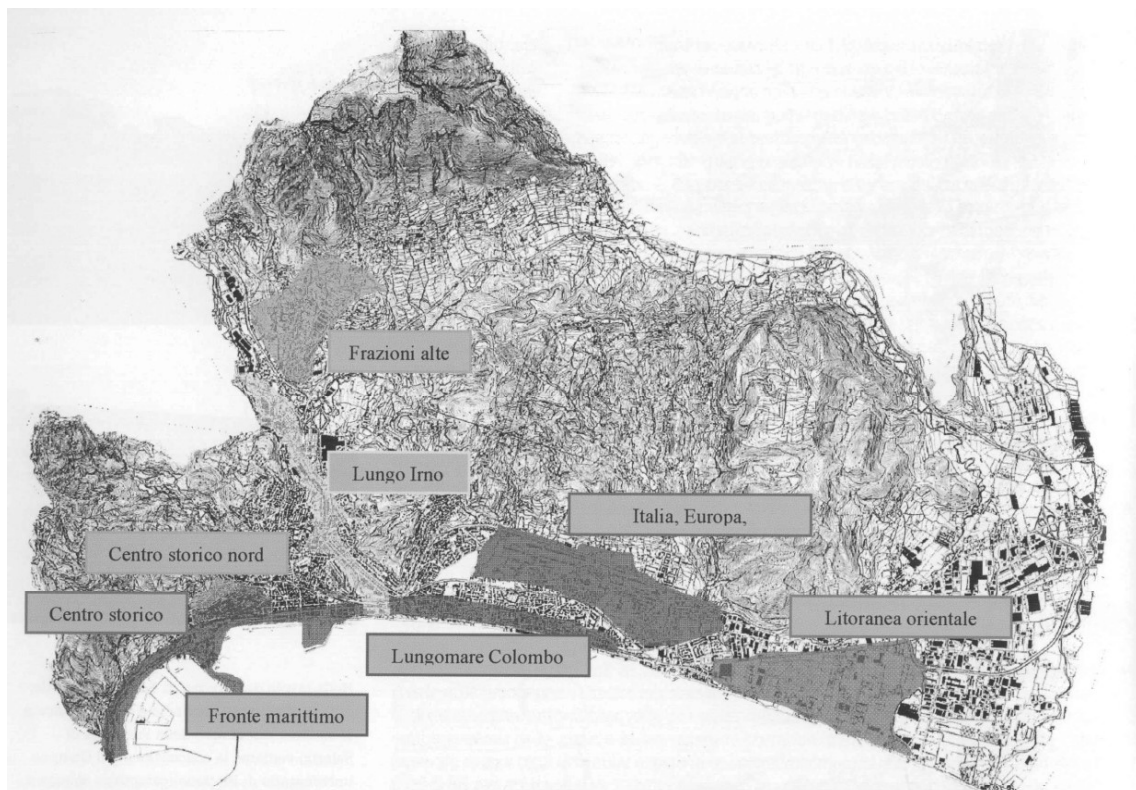 Frazioni alte
Lungo Irno
Italia, Europa,
Centro storico nord
Centro storico
Litoranea orientale
Lungomare Colombo
Fronte marittimo